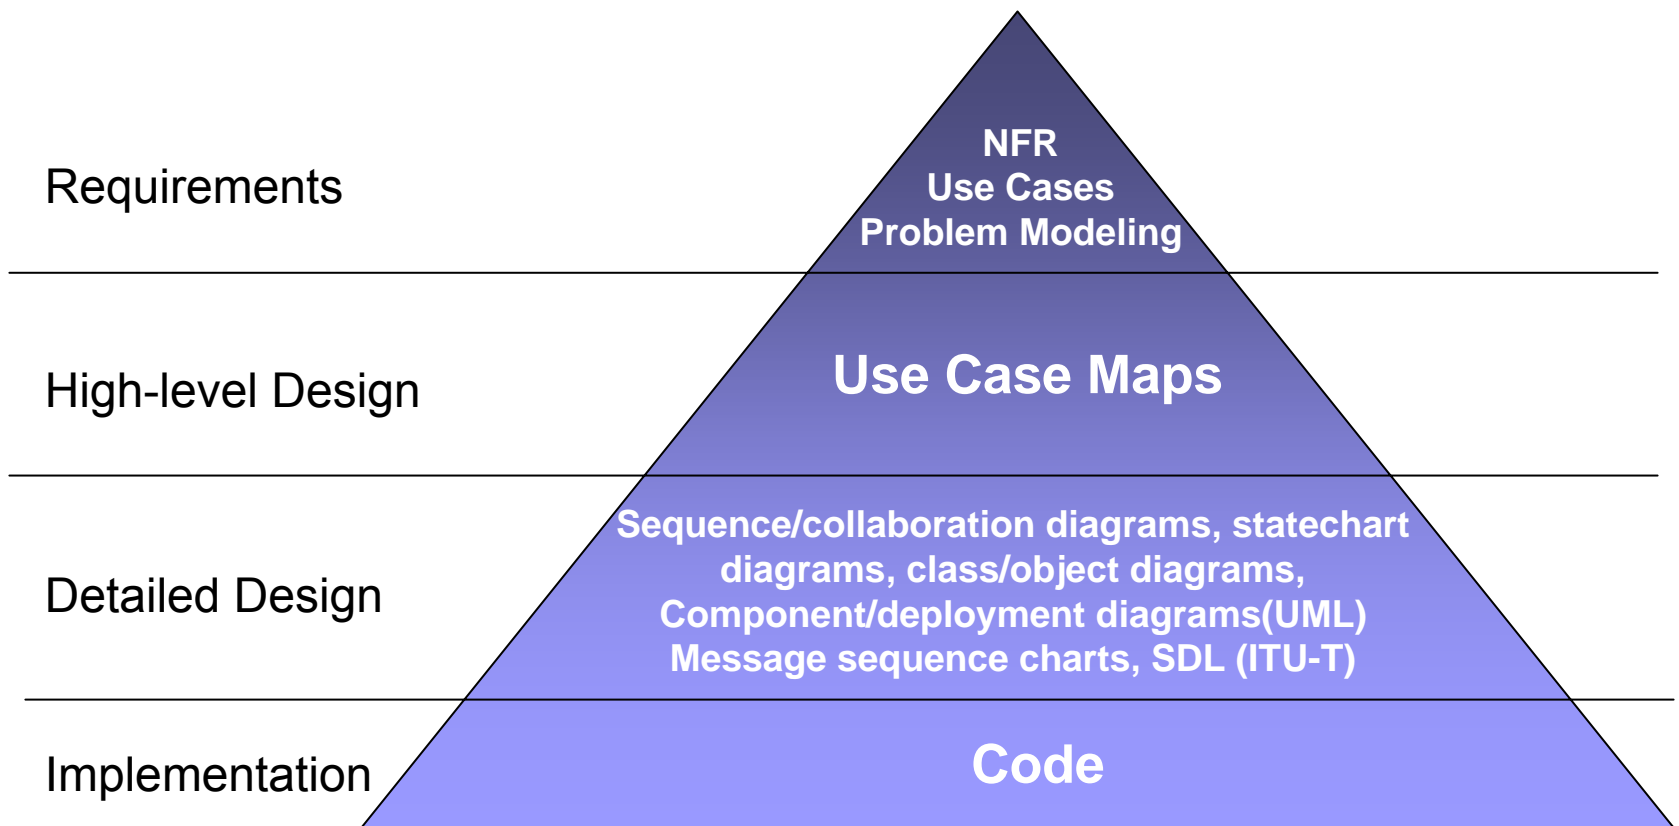 Requirements
NFR
Use Cases
Problem Modeling
High-level Design
Use Case Maps
Detailed Design
Sequence/collaboration diagrams, statechart
diagrams, class/object diagrams,
Component/deployment diagrams(UML)
Message sequence charts, SDL (ITU-T)
Implementation
Code